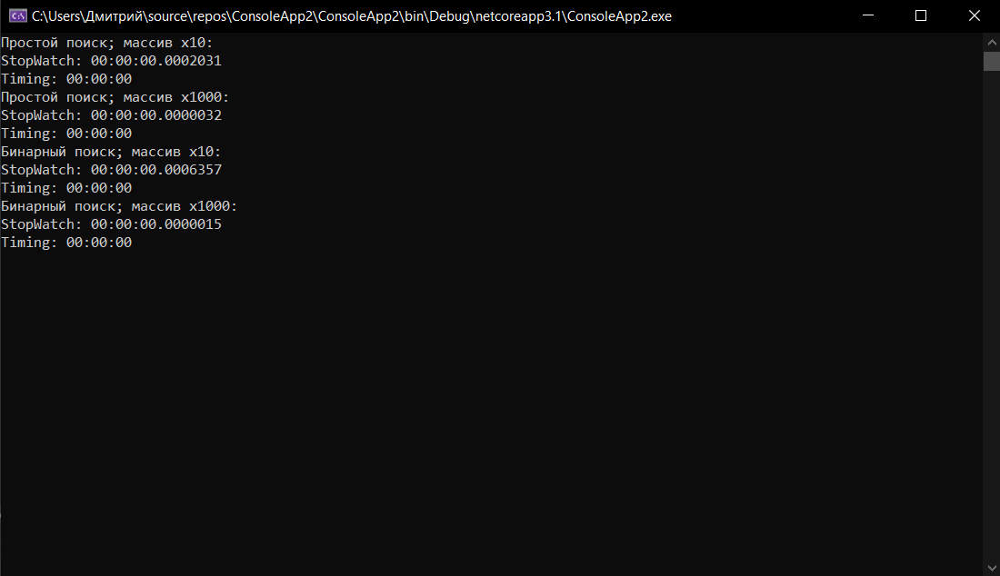 C:\Users\Дмитрий\source\repos\ConsoleApp2\ConsoleApp2\bin\Debug\netcoreapp3.1\ConsoleApp2.exe
Простой поиск; массив x10:
StopWatch: 00:00:00.0002031
Timing: 00:00:00
Простой поиск; массив x1000:
StopWatch: 00:00:00.0000032
Timing: 00:00:00
Бинарный поиск; массив x10:
StopWatch: 00:00:00.0006357
Timing: 00:00:00
Бинарный поиск; массив x1000:
StopWatch: 00:00:00.0000015
Timing: 00:00:00